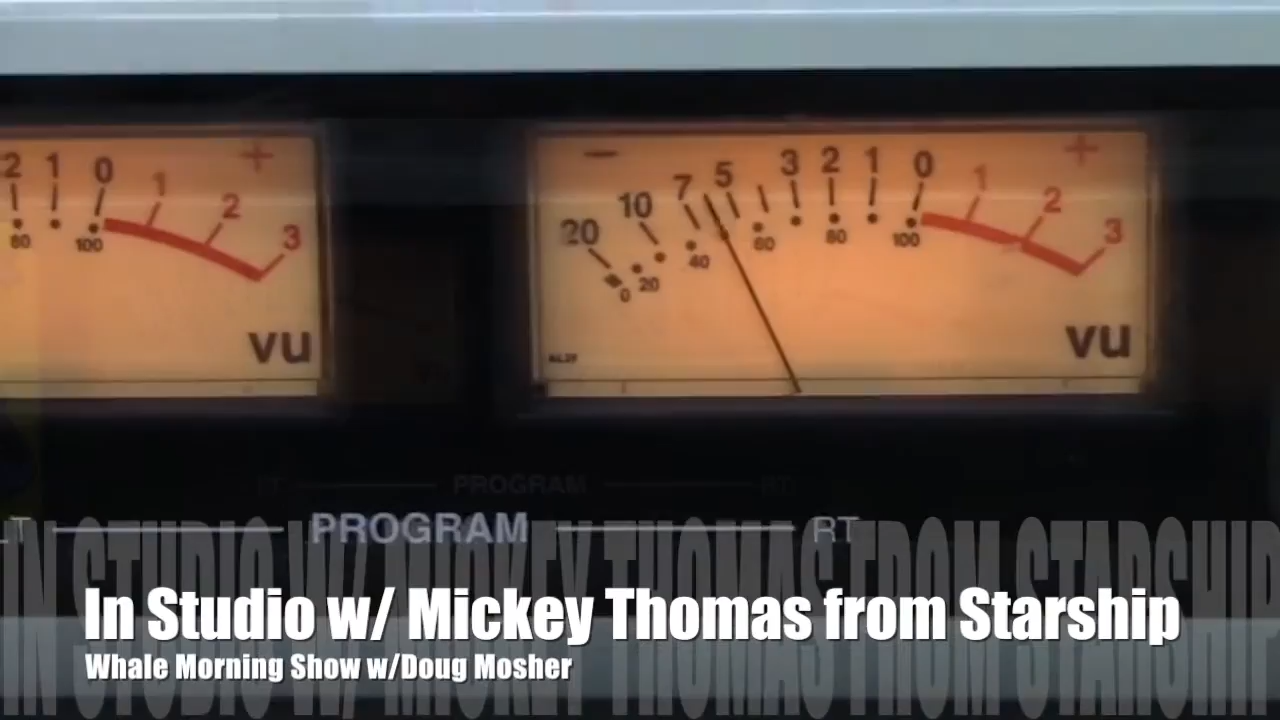 2 1 0 1 2 3 +
80 100
vu
− 20 10 7 5 3 2 1 0 1 2 3 +
0 20 40 60 80 100
vu
PROGRAM
LT PROGRAM RT
IN STUDIO W/ MICKEY THOMAS FROM STARSHIP
In Studio w/ Mickey Thomas from Starship
Whale Morning Show w/Doug Mosher